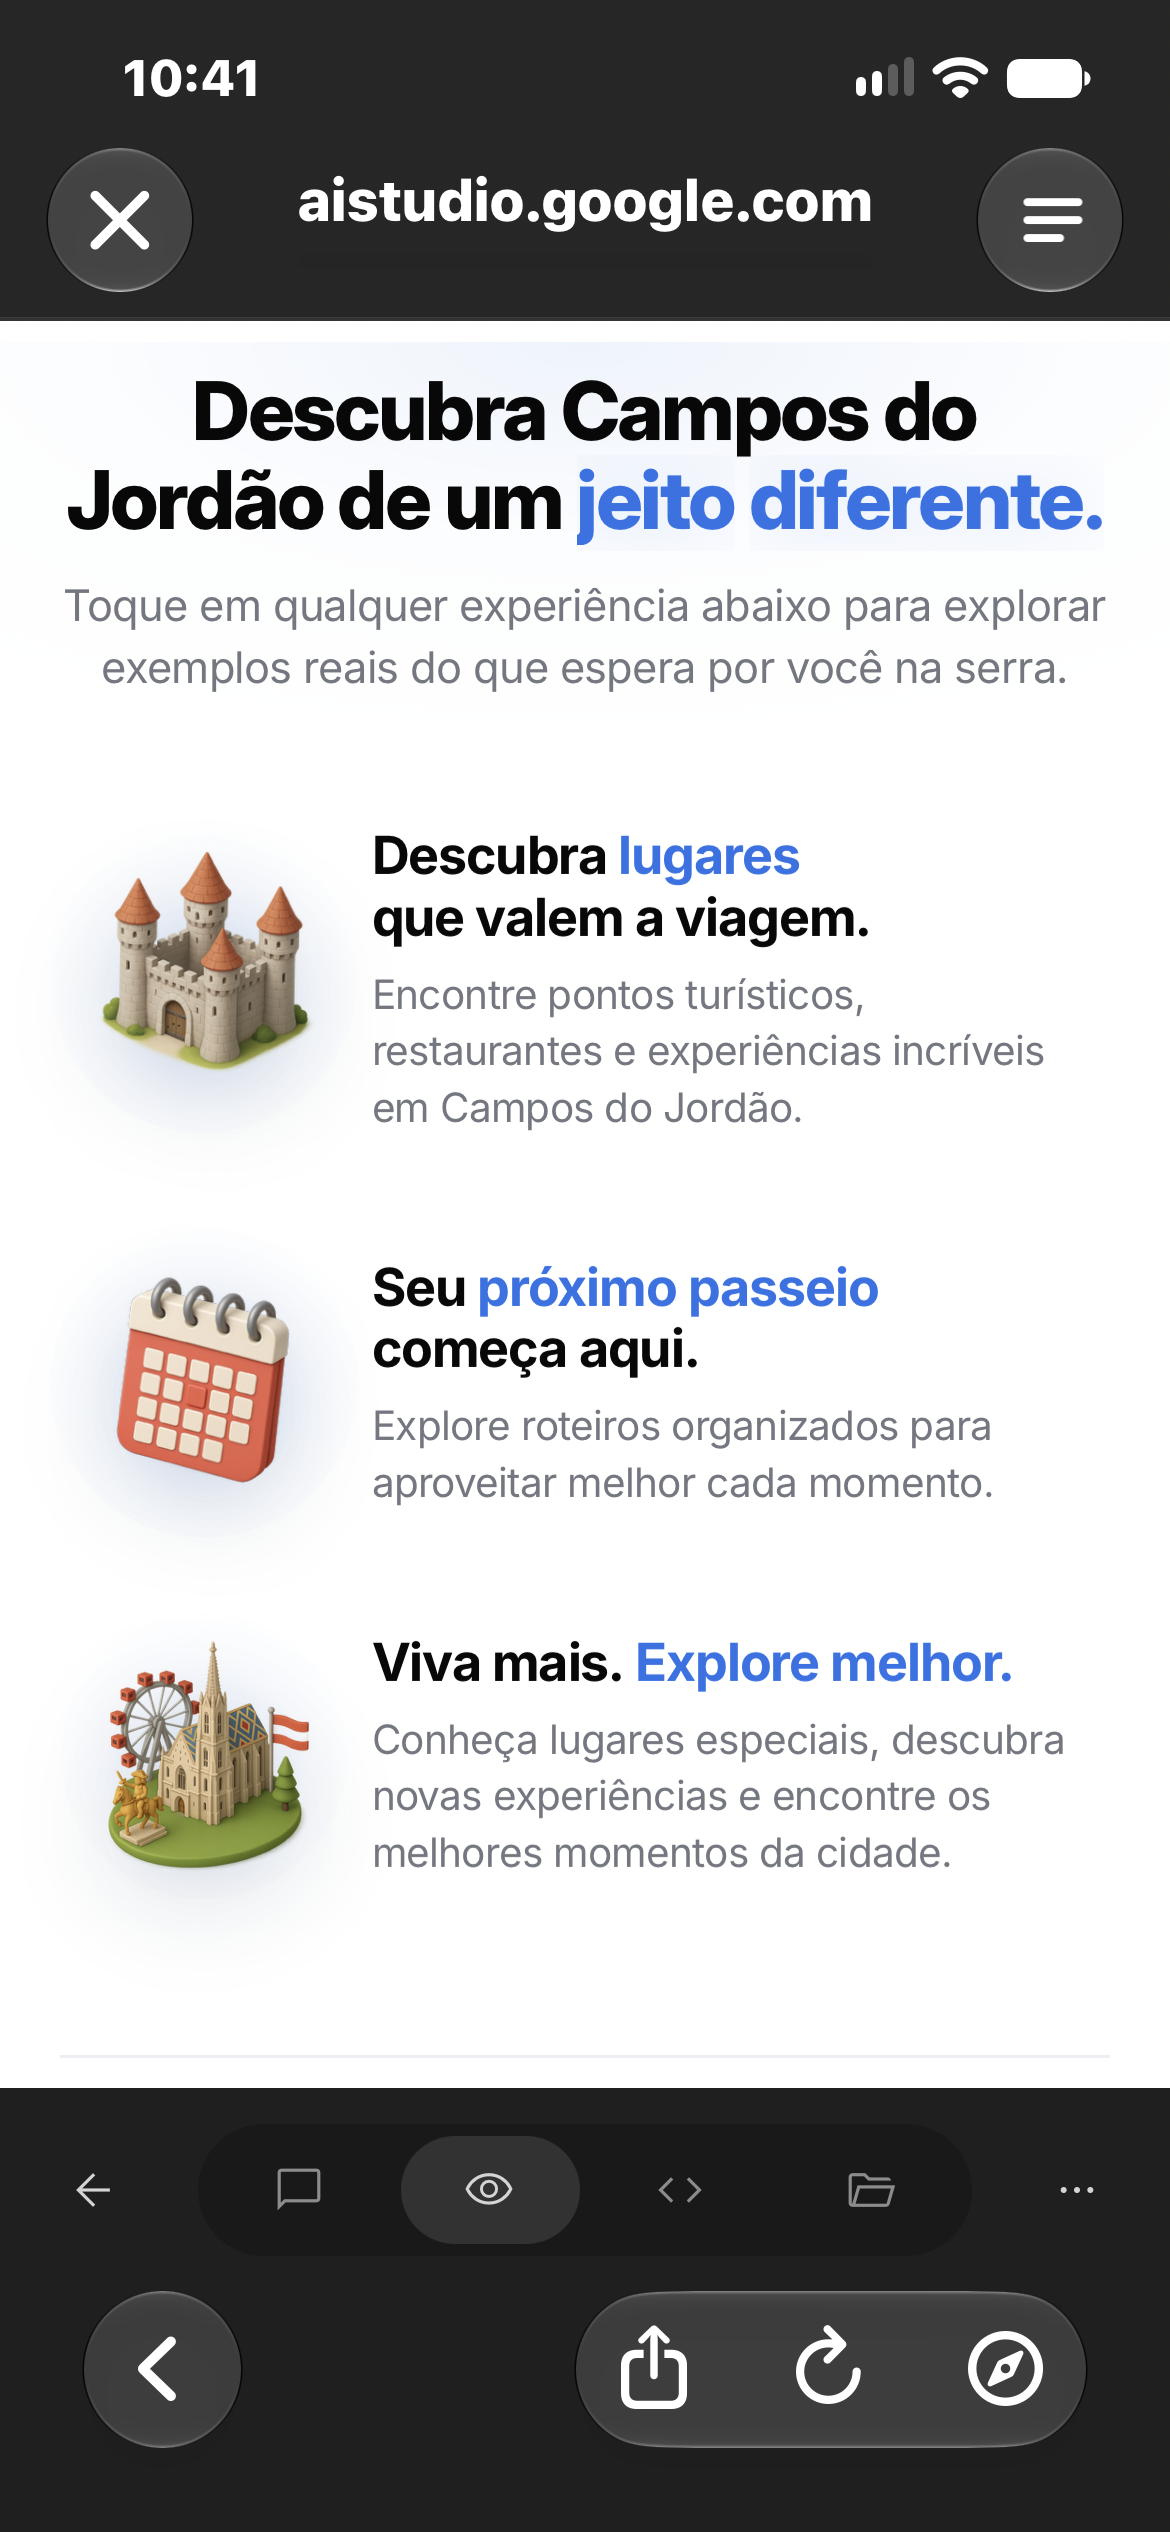 10:41
aistudio.google.com
Descubra Campos do
Jordão de um jeito diferente.
Toque em qualquer experiência abaixo para explorar
exemplos reais do que espera por você na serra.
Descubra lugares
que valem a viagem.
Encontre pontos turísticos,
restaurantes e experiências incríveis
em Campos do Jordão.
Seu próximo passeio
começa aqui.
Explore roteiros organizados para
aproveitar melhor cada momento.
Viva mais. Explore melhor.
Conheça lugares especiais, descubra
novas experiências e encontre os
melhores momentos da cidade.